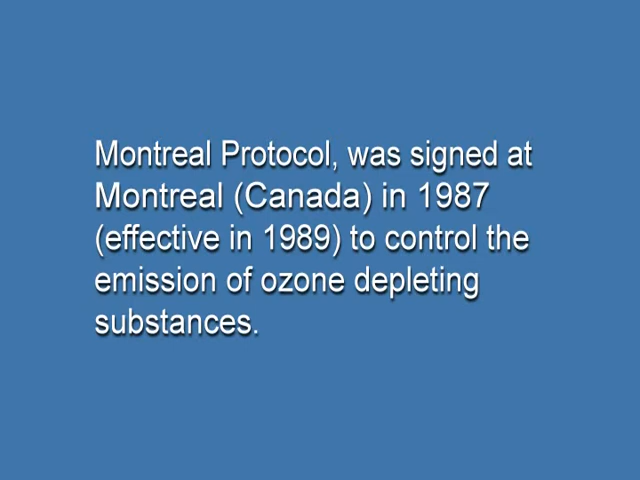 Montreal Protocol, was signed at
Montreal (Canada) in 1987
(effective in 1989) to control the
emission of ozone depleting
substances.